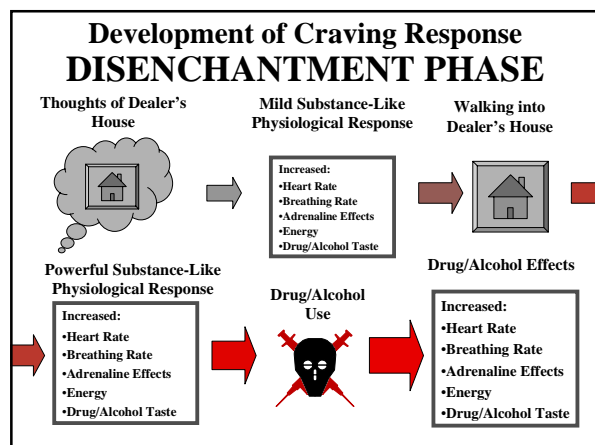 Development of Craving Response
DISENCHANTMENT PHASE
Thoughts of Dealer's
House
Mild Substance-Like
Physiological Response
Walking into
Dealer's House
Increased:
•Heart Rate
•Breathing Rate
•Adrenaline Effects
•Energy
•Drug/Alcohol Taste
Powerful Substance-Like
Physiological Response
Drug/Alcohol
Use
Drug/Alcohol Effects
Increased:
•Heart Rate
•Breathing Rate
•Adrenaline Effects
•Energy
•Drug/Alcohol Taste
Increased:
•Heart Rate
•Breathing Rate
•Adrenaline Effects
•Energy
•Drug/Alcohol Taste